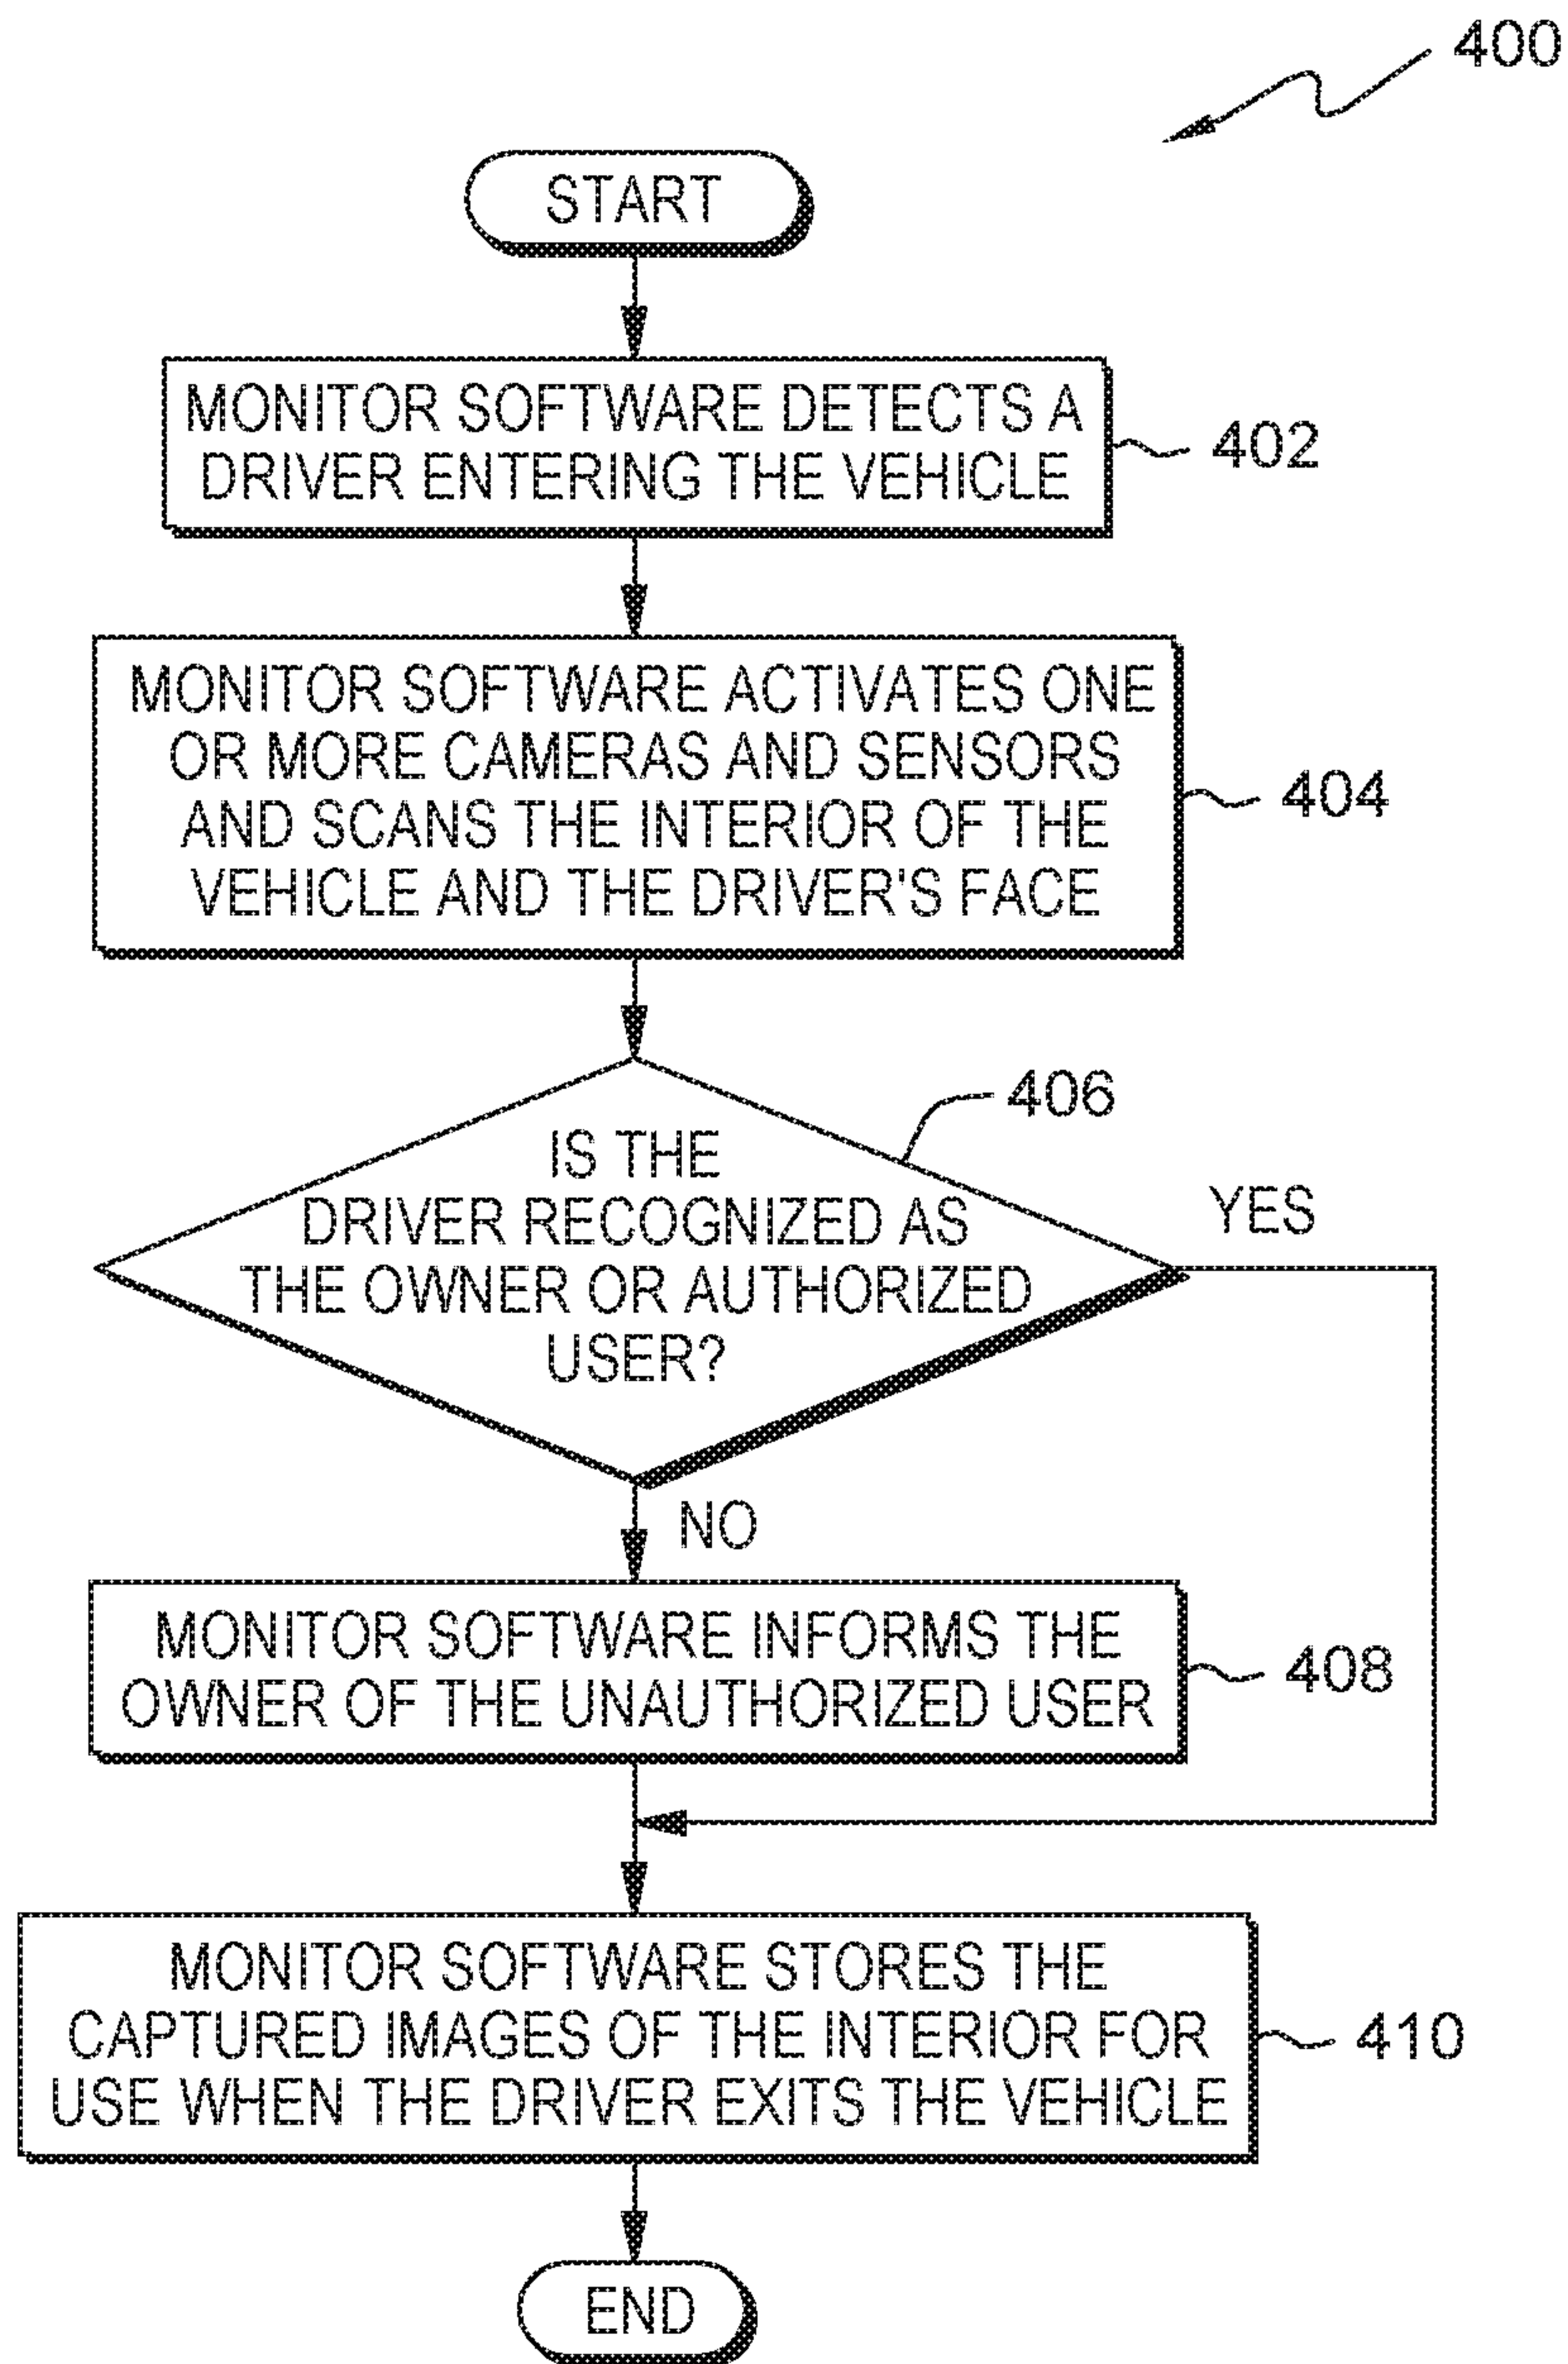 400
START
MONITOR SOFTWARE DETECTS A
DRIVER ENTERING THE VEHICLE
402
MONITOR SOFTWARE ACTIVATES ONE
OR MORE CAMERAS AND SENSORS
AND SCANS THE INTERIOR OF THE
VEHICLE AND THE DRIVER'S FACE
404
406
IS THE
DRIVER RECOGNIZED AS
THE OWNER OR AUTHORIZED
USER?
YES
NO
MONITOR SOFTWARE INFORMS THE
OWNER OF THE UNAUTHORIZED USER
408
MONITOR SOFTWARE STORES THE
CAPTURED IMAGES OF THE INTERIOR FOR
USE WHEN THE DRIVER EXITS THE VEHICLE
410
END